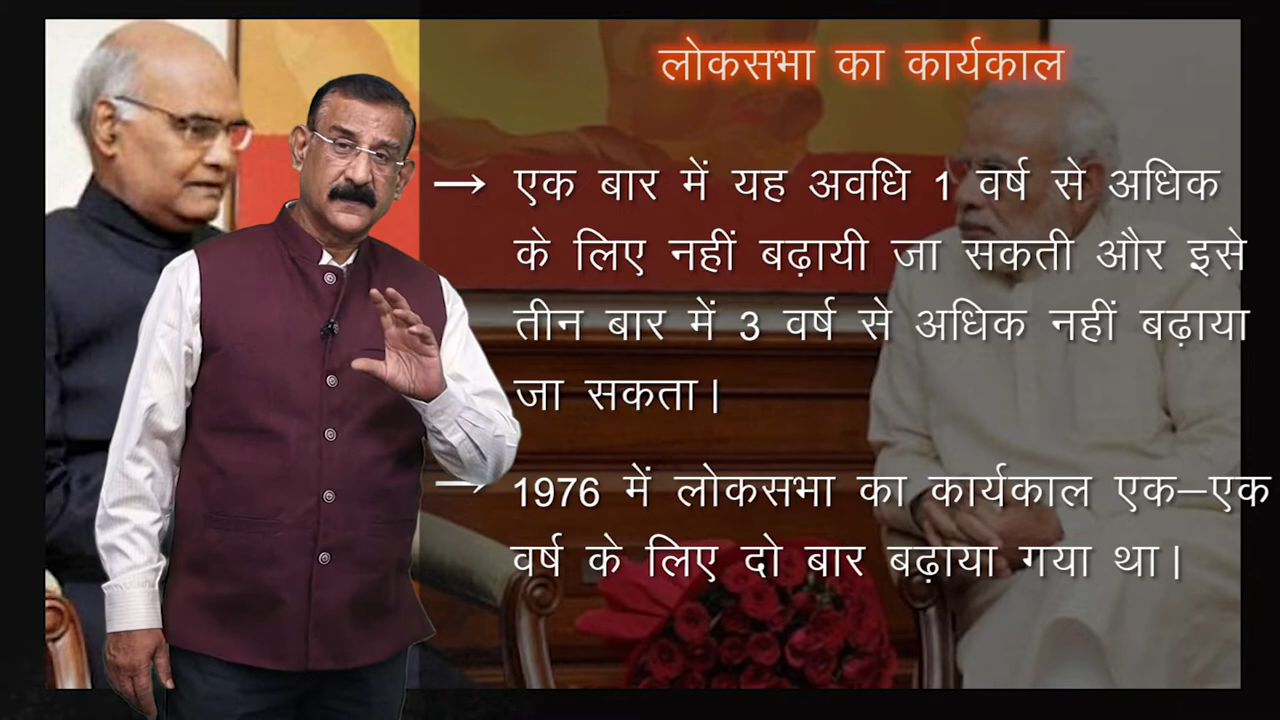 लोकसभा का कार्यकाल
→ एक बार में यह अवधि 1 वर्ष से अधिक
के लिए नहीं बढ़ायी जा सकती और इसे
तीन बार में 3 वर्ष से अधिक नहीं बढ़ाया
जा सकता।
→ 1976 में लोकसभा का कार्यकाल एक–एक
वर्ष के लिए दो बार बढ़ाया गया था।